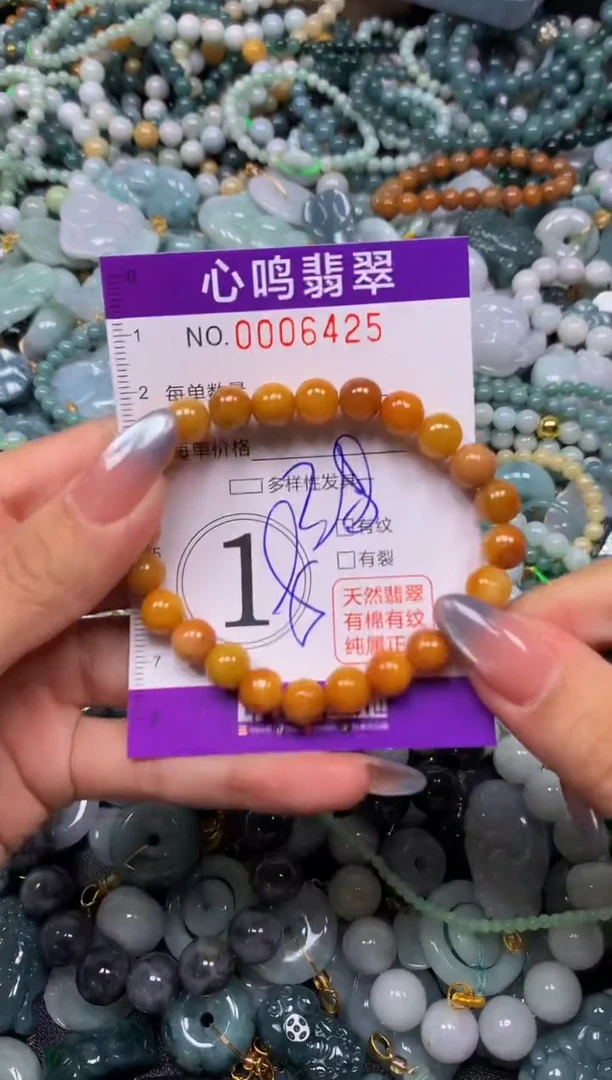 心鸣翡翠
NO. 0006425
0
1
2 每单数量
每单价格
多样性发
有纹
5
1
有裂
天然翡翠
有棉有纹
纯属正
7
8